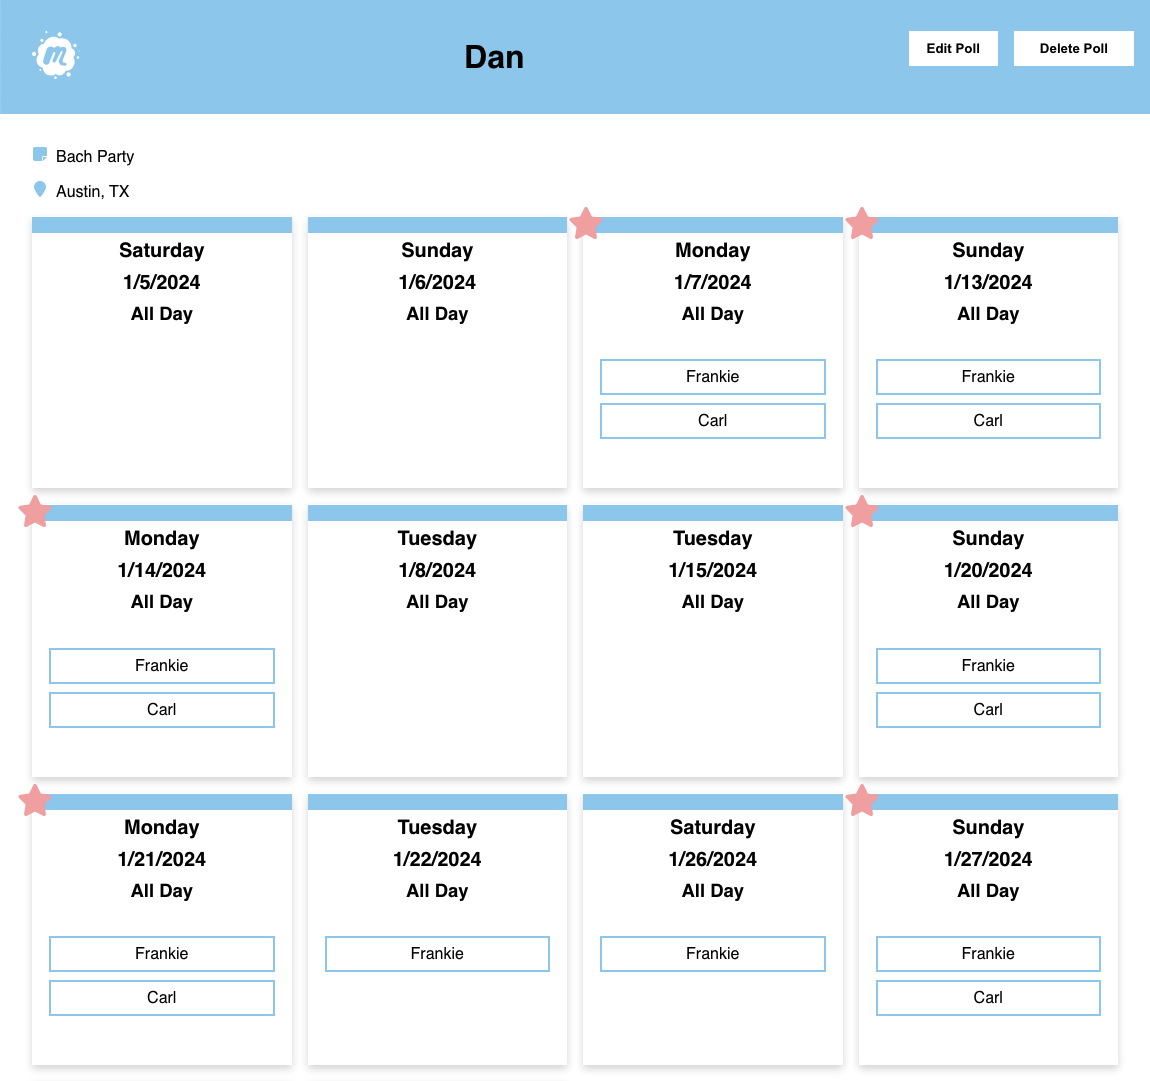 m
Dan
Edit Poll
Delete Poll
Bach Party
Austin, TX
Saturday
1/5/2024
All Day
Sunday
1/6/2024
All Day
Monday
1/7/2024
All Day
Frankie
Carl
Sunday
1/13/2024
All Day
Frankie
Carl
Monday
1/14/2024
All Day
Frankie
Carl
Tuesday
1/8/2024
All Day
Tuesday
1/15/2024
All Day
Sunday
1/20/2024
All Day
Frankie
Carl
Monday
1/21/2024
All Day
Frankie
Carl
Tuesday
1/22/2024
All Day
Frankie
Saturday
1/26/2024
All Day
Frankie
Sunday
1/27/2024
All Day
Frankie
Carl